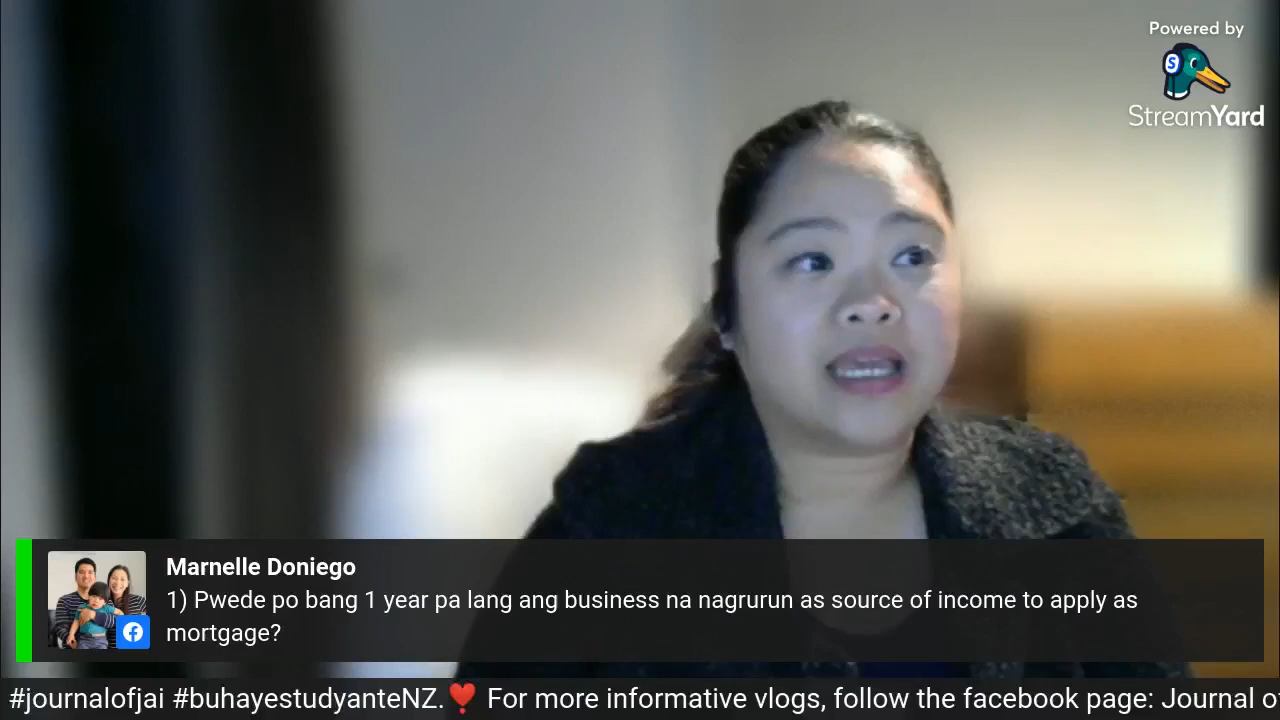 Powered by
StreamYard
Marnelle Doniego
1) Pwede po bang 1 year pa lang ang business na nagrurun as source of income to apply as
mortgage?
#journalofjai #buhayestudyanteNZ.❣️ For more informative vlogs, follow the facebook page: Journal o